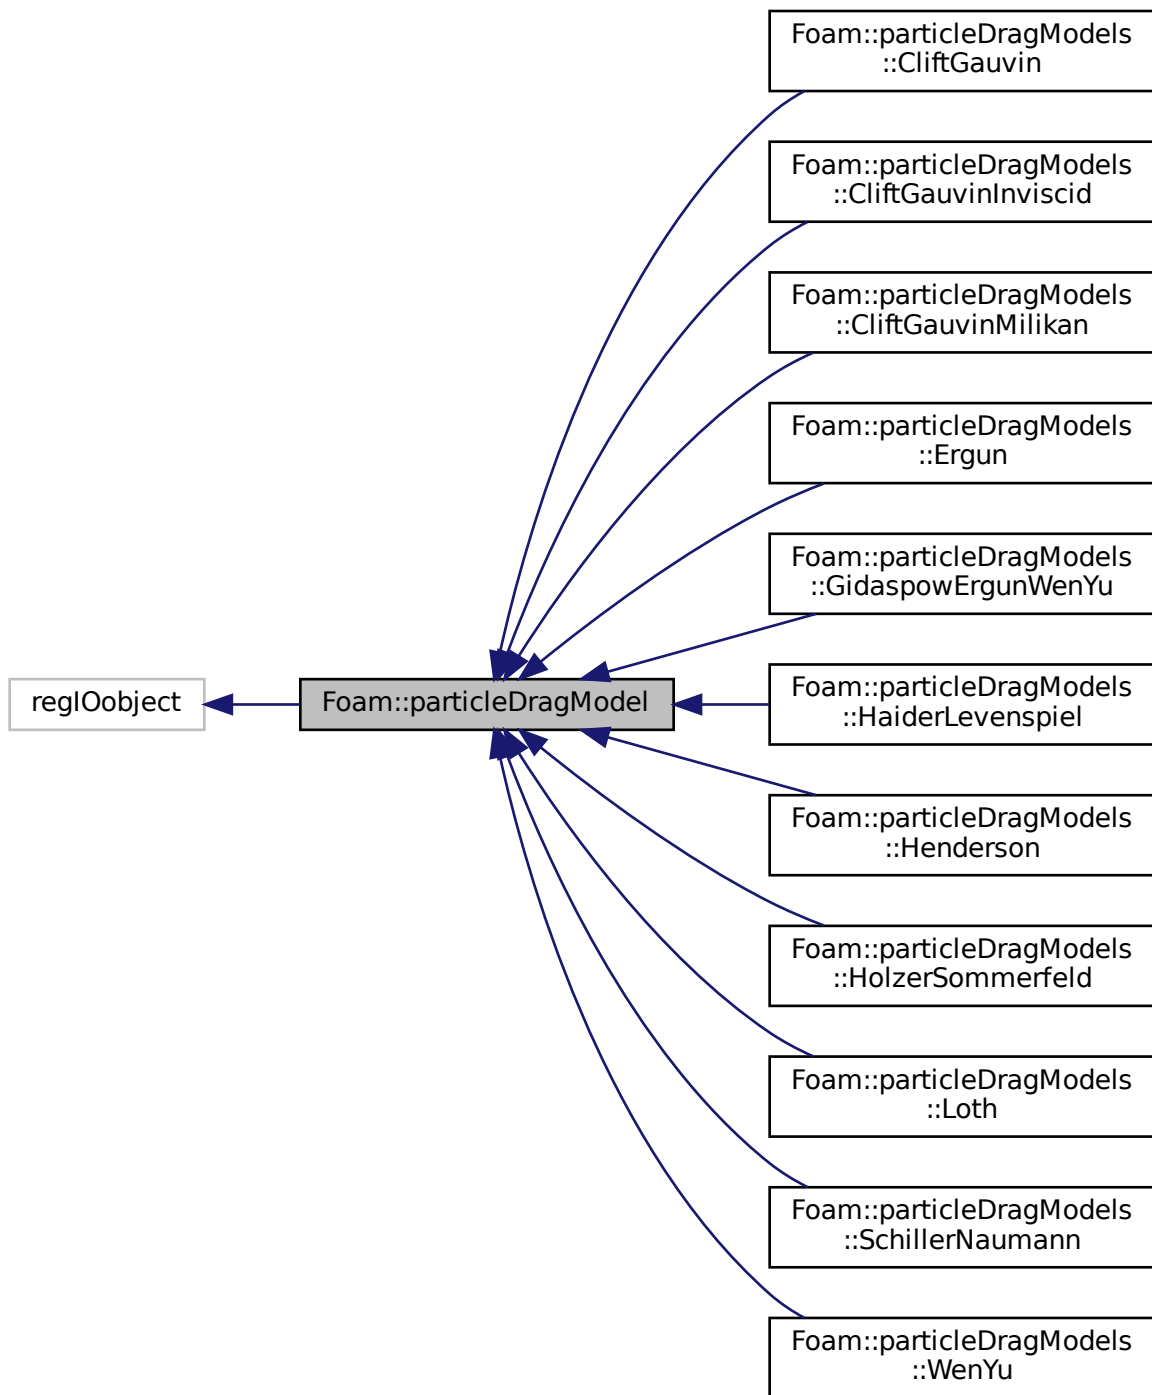 Foam::particleDragModels
::CliftGauvin
Foam::particleDragModels
::CliftGauvinInviscid
Foam::particleDragModels
::CliftGauvinMilikan
Foam::particleDragModels
::Ergun
Foam::particleDragModels
::GidaspowErgunWenYu
regIOobject
Foam::particleDragModel
Foam::particleDragModels
::HaiderLevenspiel
Foam::particleDragModels
::Henderson
Foam::particleDragModels
::HolzerSommerfeld
Foam::particleDragModels
::Loth
Foam::particleDragModels
::SchillerNaumann
Foam::particleDragModels
::WenYu